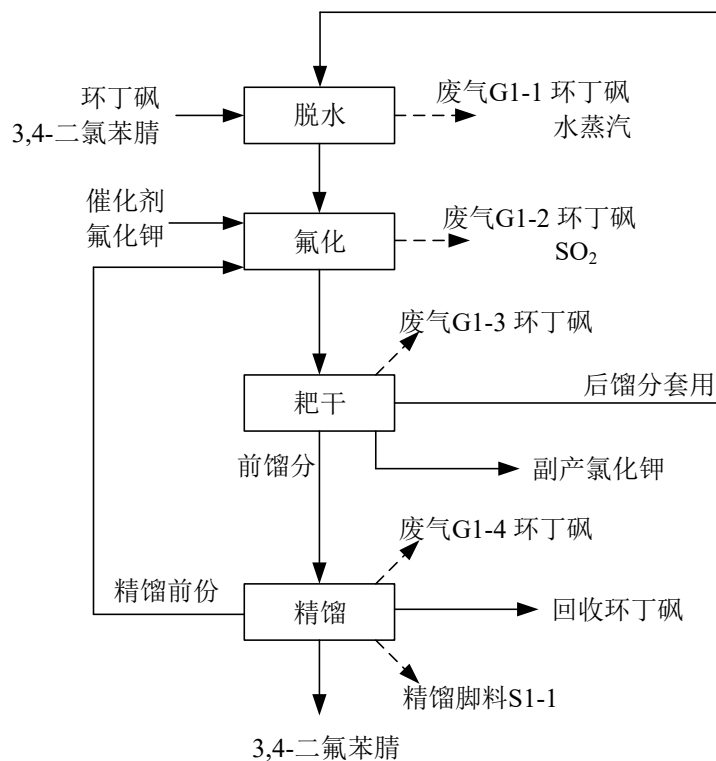 环丁砜
3,4-二氯苯腈
脱水
废气G1-1 环丁砜
水蒸汽
催化剂
氟化钾
氟化
废气G1-2 环丁砜
SO₂
废气G1-3 环丁砜
耙干
后馏分套用
前馏分
副产氯化钾
废气G1-4 环丁砜
精馏前份
精馏
回收环丁砜
精馏脚料S1-1
3,4-二氟苯腈